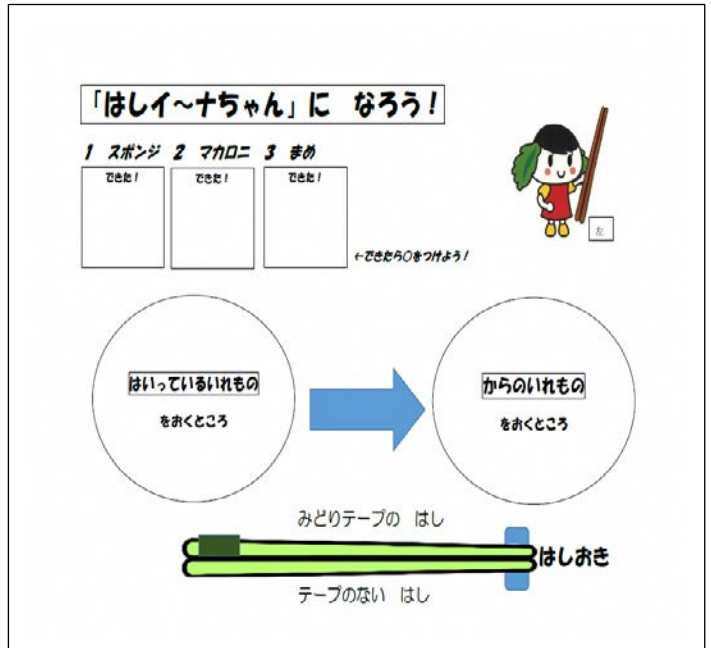 「はしイ～ナちゃん」に　なろう！
1　スポンジ　2　マカロニ　3　まめ
できた！　できた！　できた！
左
←できたら〇をつけよう！
はいっているいれもの
をおくところ
からのいれもの
をおくところ
みどりテープの　はし
はしおき
テープのない　はし